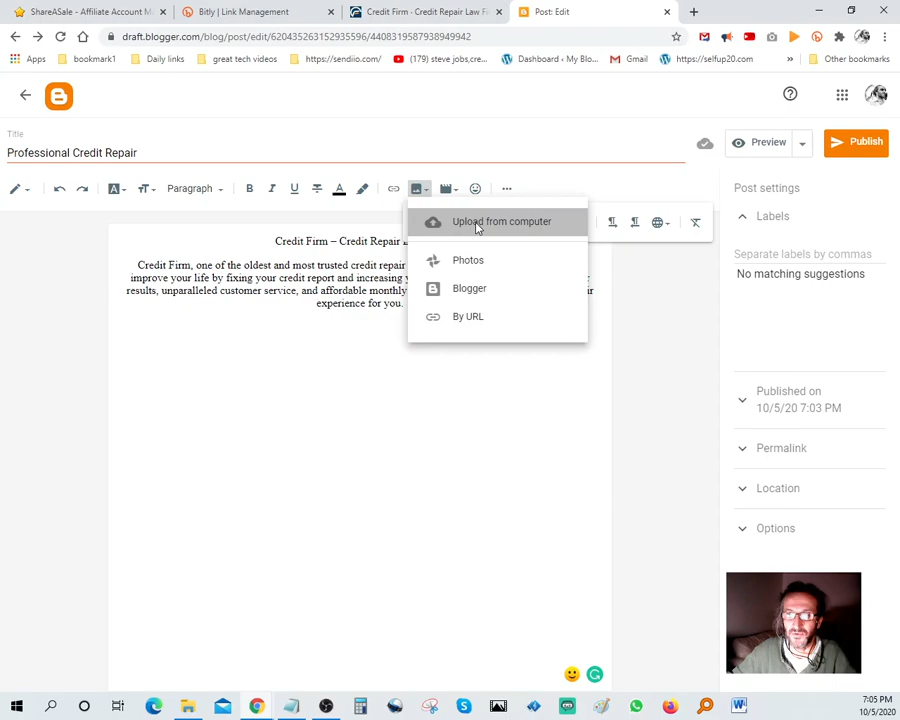 ShareASale - Affiliate Account M
Bitly | Link Management
Credit Firm - Credit Repair Law F
Post: Edit
draft.blogger.com/blog/post/edit/620435263152935596/4408319587938949942
Apps
bookmark1
Daily links
great tech videos
https://sendiio.com/
(179) steve jobs,cre...
Dashboard ‹ My Blo...
Gmail
https://selfup20.com
»
Other bookmarks
Title
Professional Credit Repair
Preview
Publish
Paragraph
Post settings
Labels
Separate labels by commas
No matching suggestions
Upload from computer
Photos
Blogger
By URL
Credit Firm – Credit Repair
Credit Firm, one of the oldest and most trusted credit repair
improve your life by fixing your credit report and increasing
results, unparalleled customer service, and affordable monthly
experience for you.
Published on
10/5/20 7:03 PM
Permalink
Location
Options
7:05 PM
10/5/2020